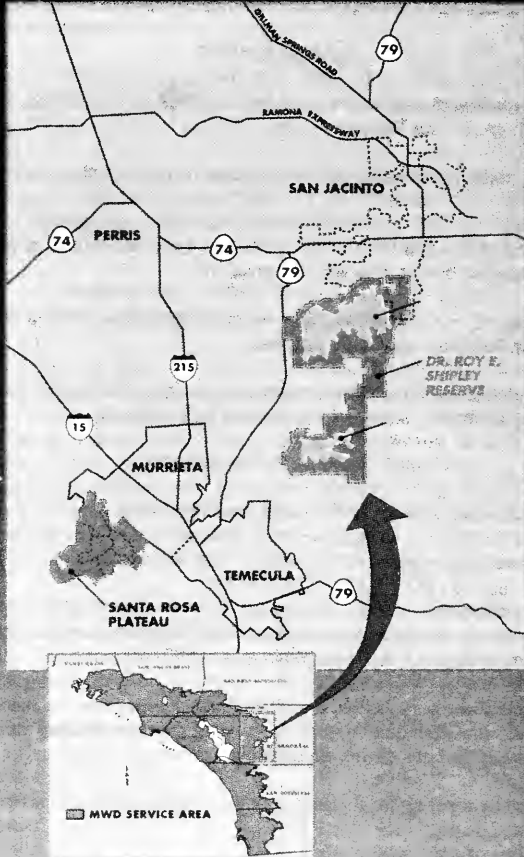 GILMAN SPRINGS ROAD
79
RAMONA EXPRESSWAY
SAN JACINTO
74
PERRIS
74
79
215
DR. ROY E.
SHIPLEY
RESERVE
15
MURRIETA
TEMECULA
79
SANTA ROSA
PLATEAU
MWD SERVICE AREA